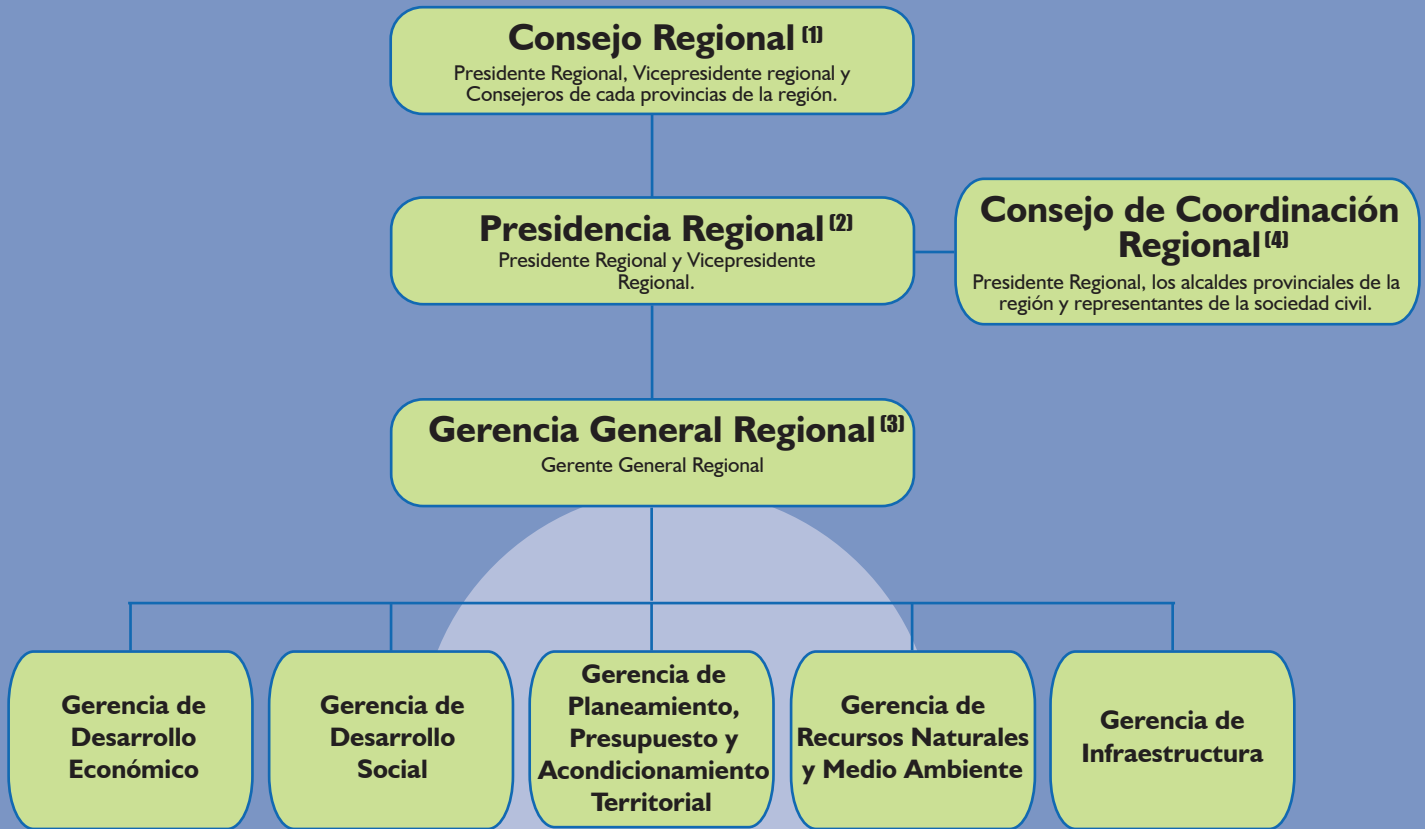 Consejo Regional (1)
Presidente Regional, Vicepresidente regional y
Consejeros de cada provincias de la región.
Presidencia Regional (2)
Presidente Regional y Vicepresidente
Regional.
Consejo de Coordinación
Regional (4)
Presidente Regional, los alcaldes provinciales de la
región y representantes de la sociedad civil.
Gerencia General Regional (3)
Gerente General Regional
Gerencia de
Desarrollo
Económico
Gerencia de
Desarrollo
Social
Gerencia de
Planeamiento,
Presupuesto y
Acondicionamiento
Territorial
Gerencia de
Recursos Naturales
y Medio Ambiente
Gerencia de
Infraestructura